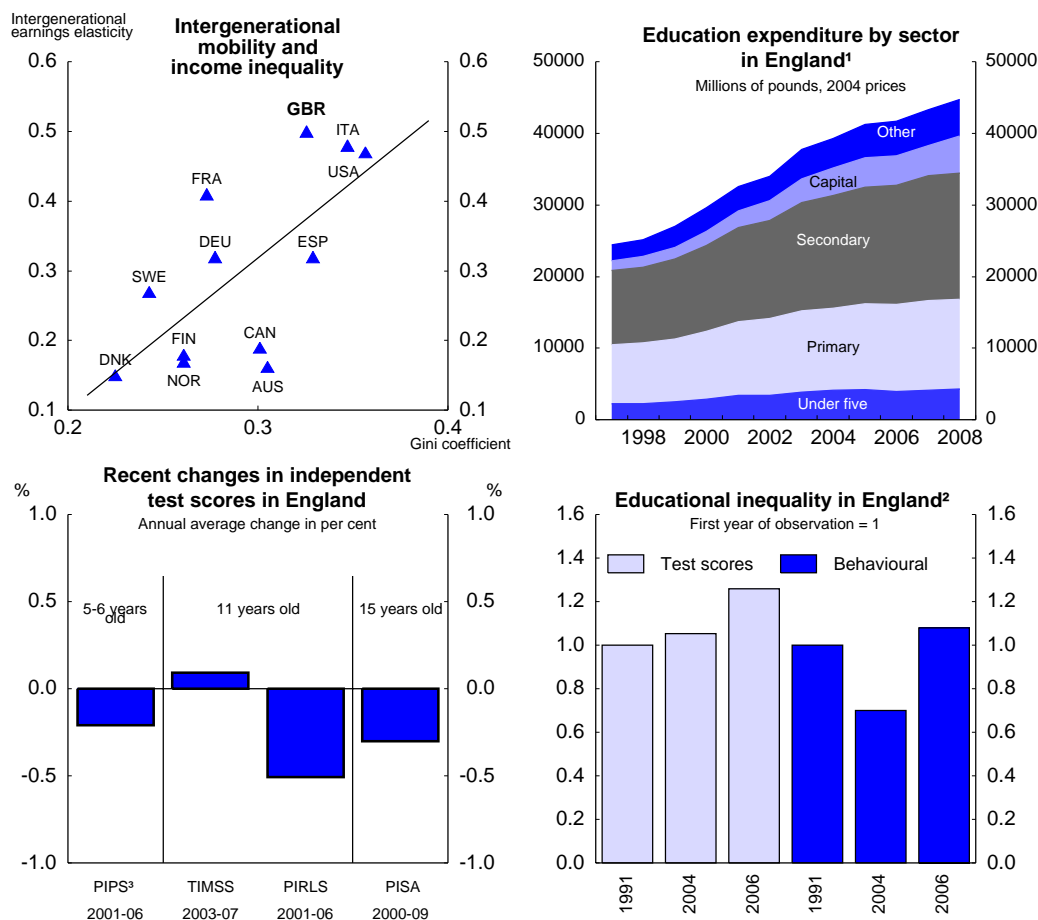 Intergenerational
earnings elasticity
Intergenerational
mobility and
income inequality
0.6
0.5
0.4
0.3
0.2
0.1
0.6
0.5
0.4
0.3
0.2
0.1
GBR
ITA
USA
FRA
DEU
ESP
SWE
FIN
CAN
DNK
NOR
AUS
0.2
0.3
0.4
Gini coefficient
Education expenditure by sector
in England¹
Millions of pounds, 2004 prices
50000
40000
30000
20000
10000
0
50000
40000
30000
20000
10000
0
Other
Capital
Secondary
Primary
Under five
1998
2000
2002
2004
2006
2008
Recent changes in independent
test scores in England
Annual average change in per cent
%
%
1.0
0.5
0.0
-0.5
-1.0
1.0
0.5
0.0
-0.5
-1.0
5-6 years
old
11 years old
15 years old
PIPS³
TIMSS
PIRLS
PISA
2001-06
2003-07
2001-06
2000-09
Educational inequality in England²
First year of observation = 1
1.6
1.4
1.2
1.0
0.8
0.6
0.4
0.2
0.0
1.6
1.4
1.2
1.0
0.8
0.6
0.4
0.2
0.0
Test scores
Behavioural
1991
2004
2006
1991
2004
2006